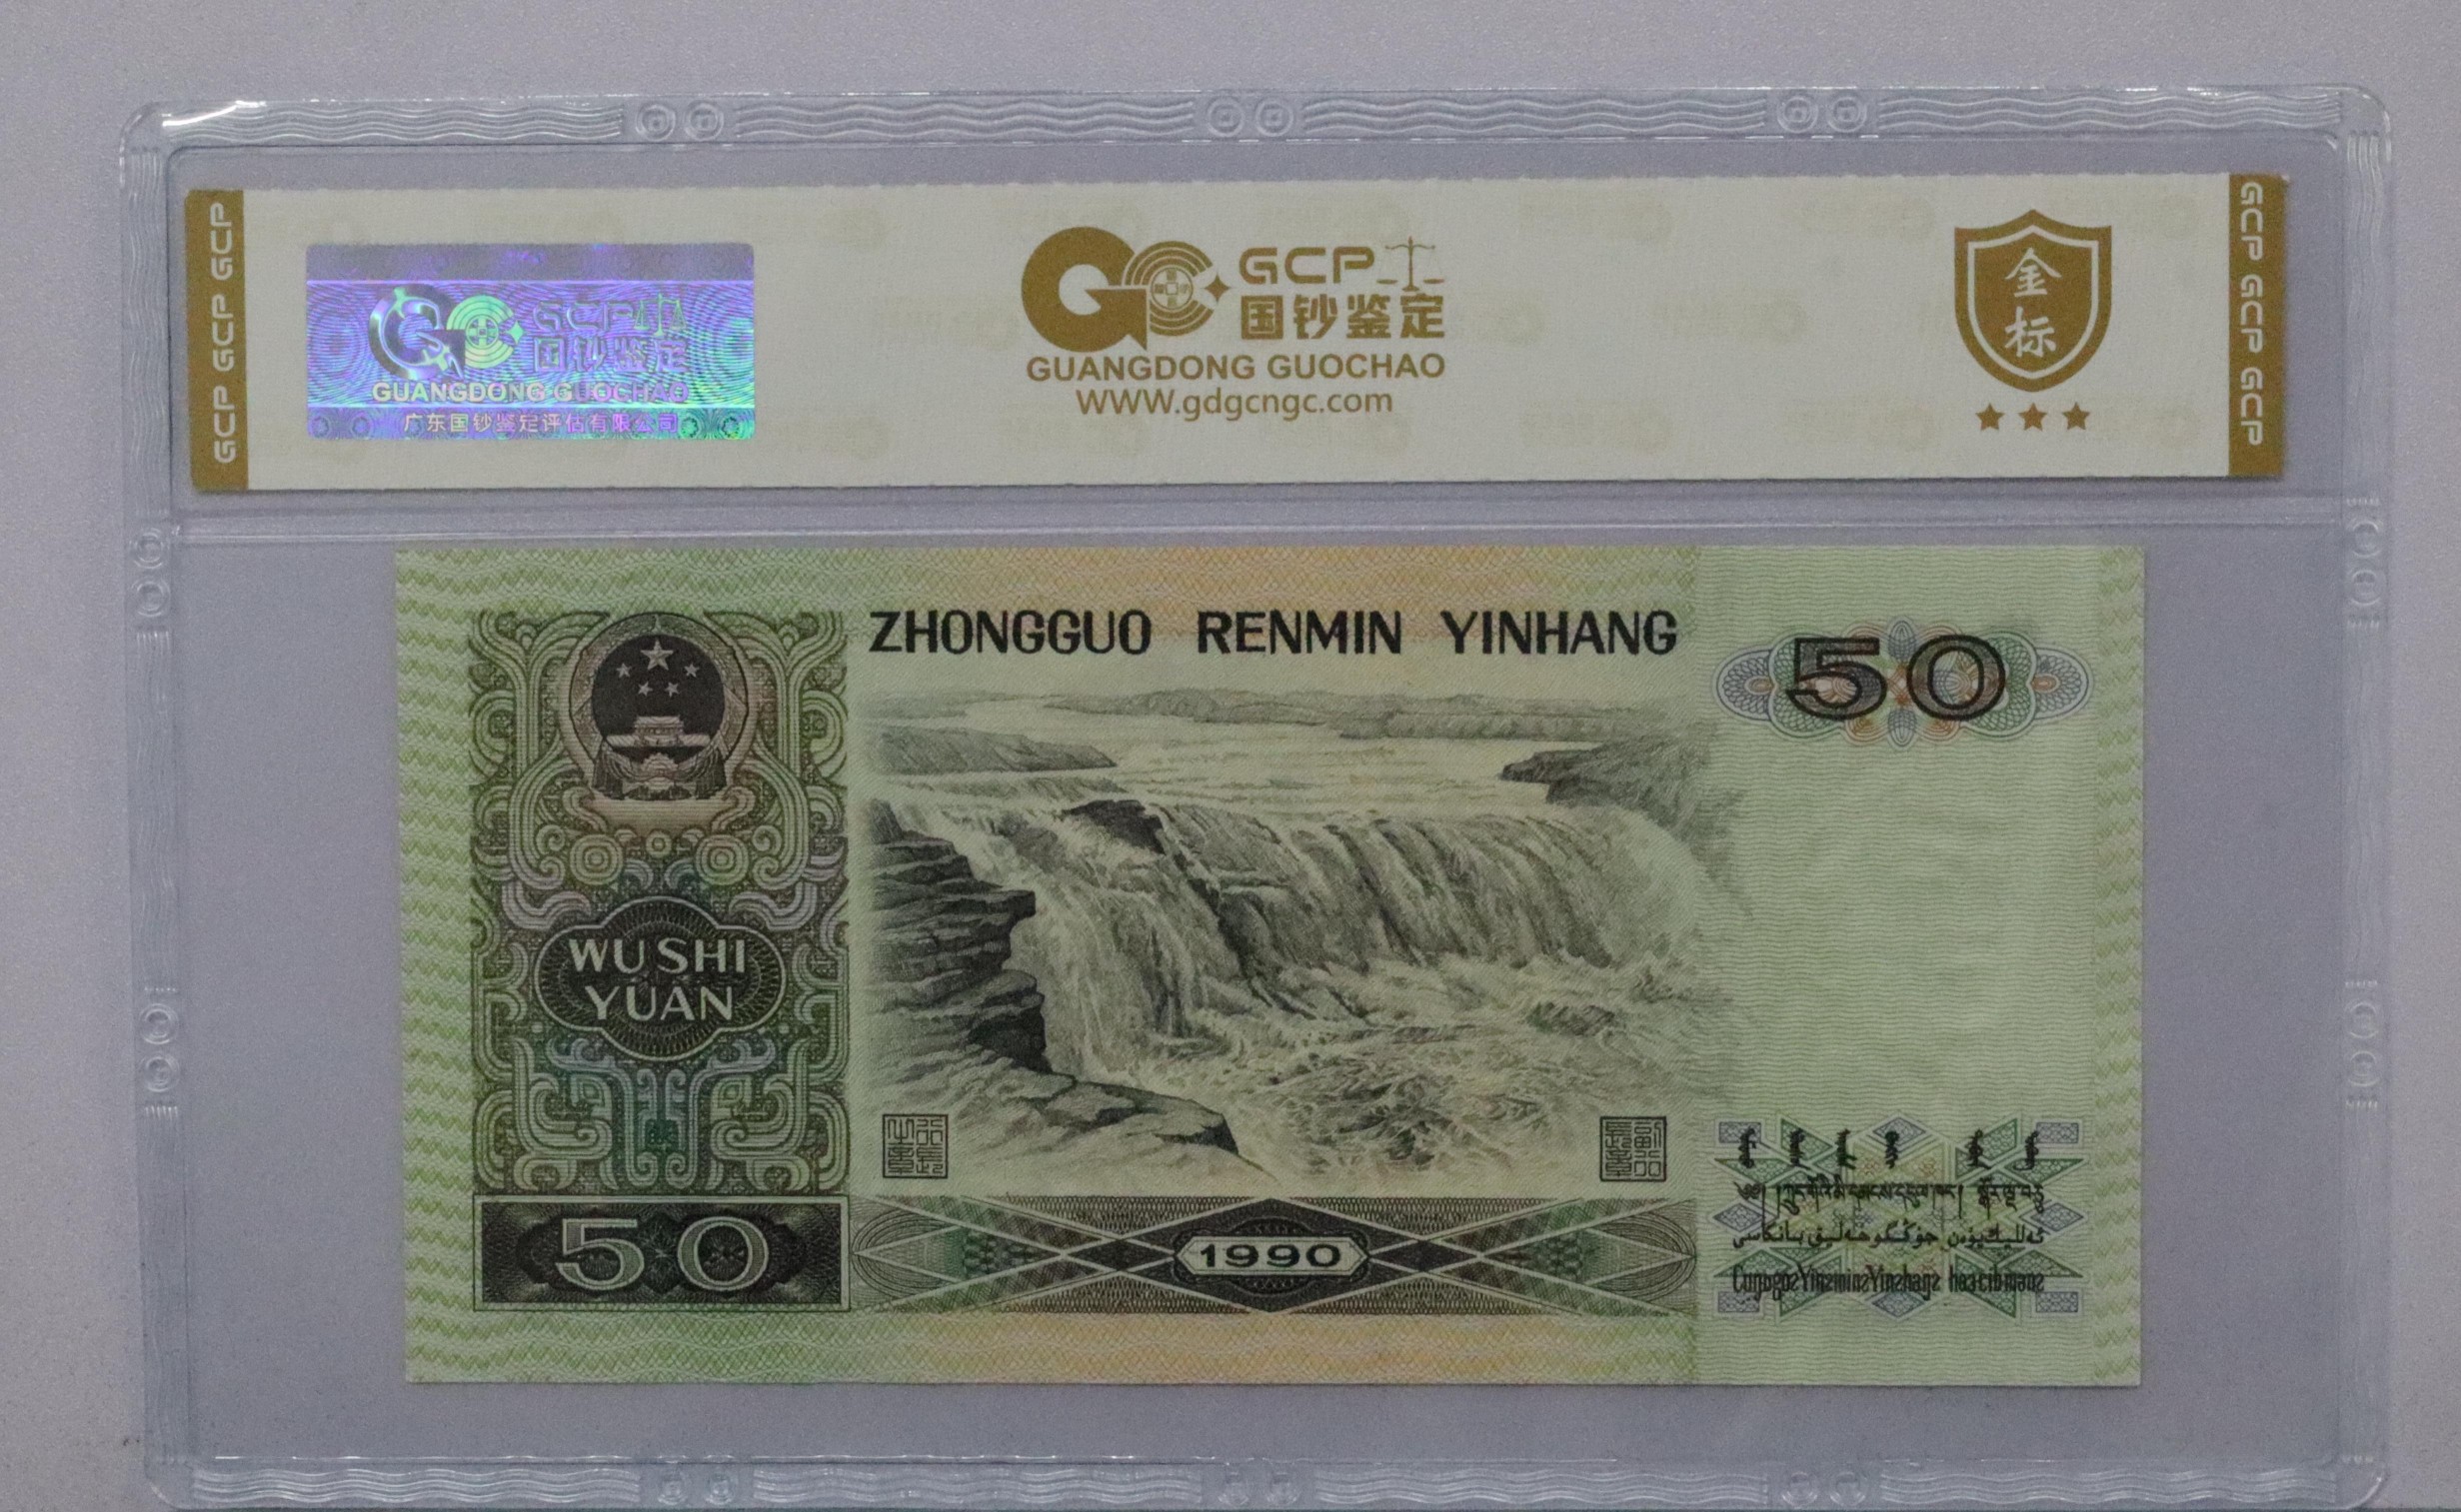 GCP GCP GCP
GCP
国钞鉴定
GUANGDONG GUOCHAO
广东国钞鉴定评估有限公司
GCP
国钞鉴定
GUANGDONG GUOCHAO
WWW.gdgcngc.com
金
标
GCP GCP GCP
ZHONGGUO RENMIN YINHANG
50
WU SHI
YUAN
50
1990